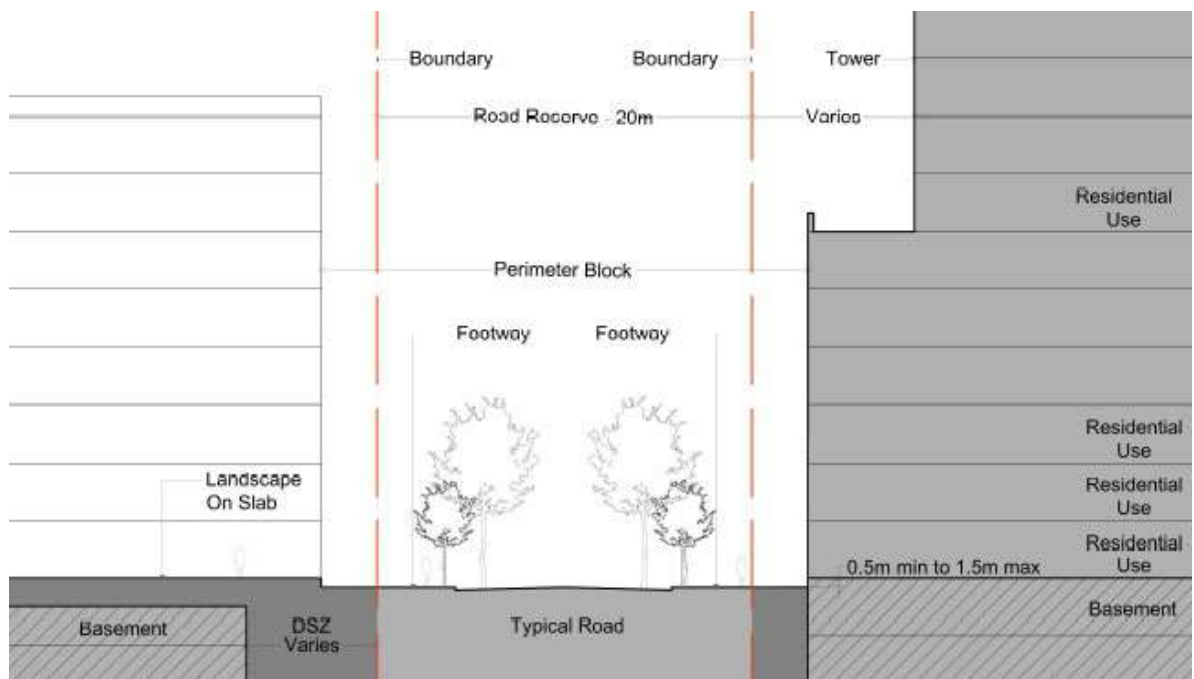 Boundary
Boundary
Tower
Road Reserve - 20m
Varies
Residential
Use
Perimeter Block
Footway
Footway
Residential
Use
Landscape
On Slab
Residential
Use
Residential
Use
0.5m min to 1.5m max
Basement
Basement
DSZ
Varies
Typical Road